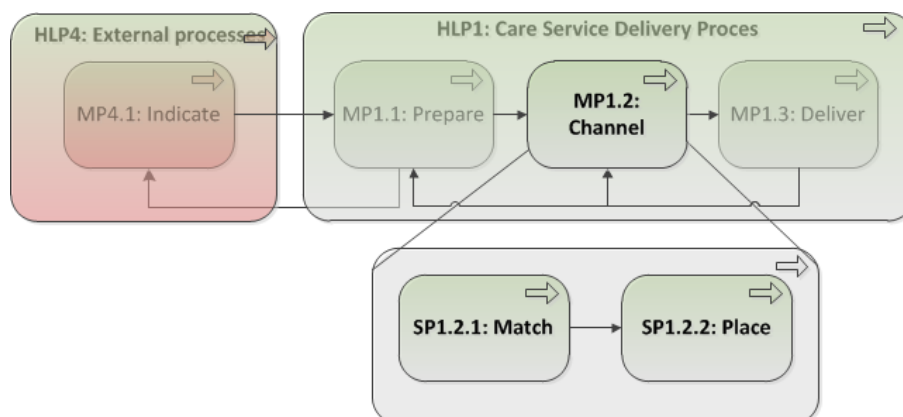 HLP4: External processes
HLP1: Care Service Delivery Proces
MP4.1: Indicate
MP1.1: Prepare
MP1.2:
Channel
MP1.3: Deliver
SP1.2.1: Match
SP1.2.2: Place